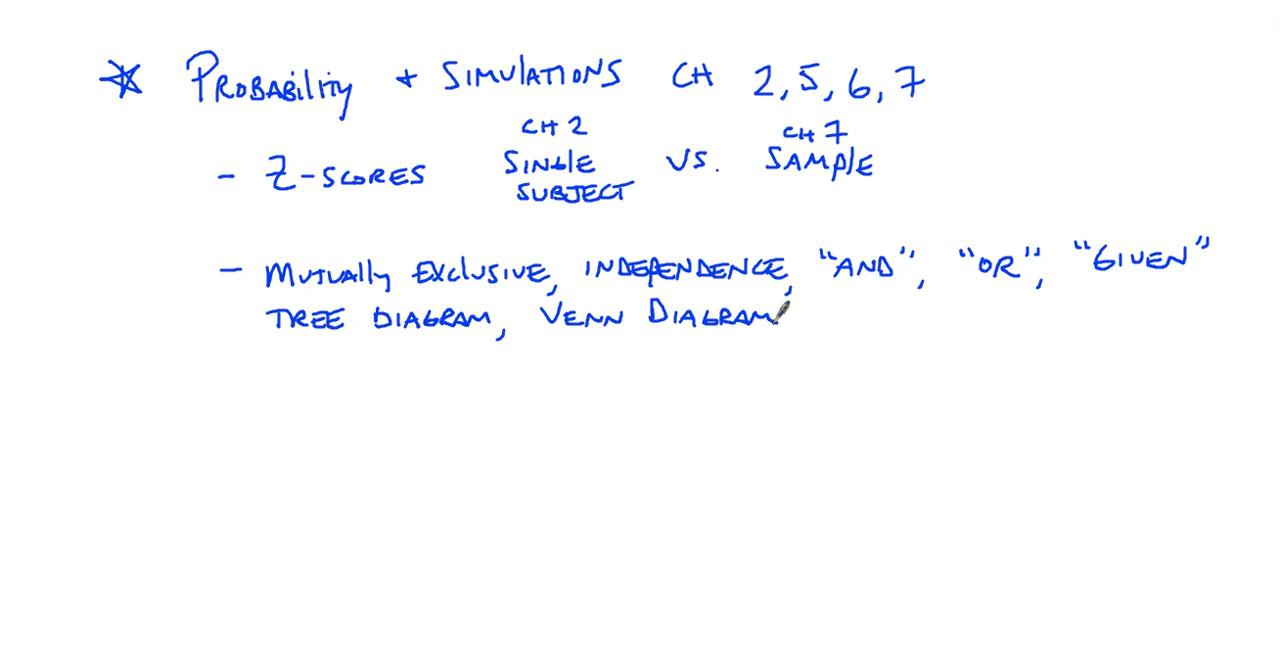 * Probability + Simulations CH 2, 5, 6, 7
CH 2 CH 7
- Z-scores Single vs. Sample
Subject
- Mutually Exclusive, Independence, "AND", "OR", "GIVEN"
Tree Diagram, Venn Diagram